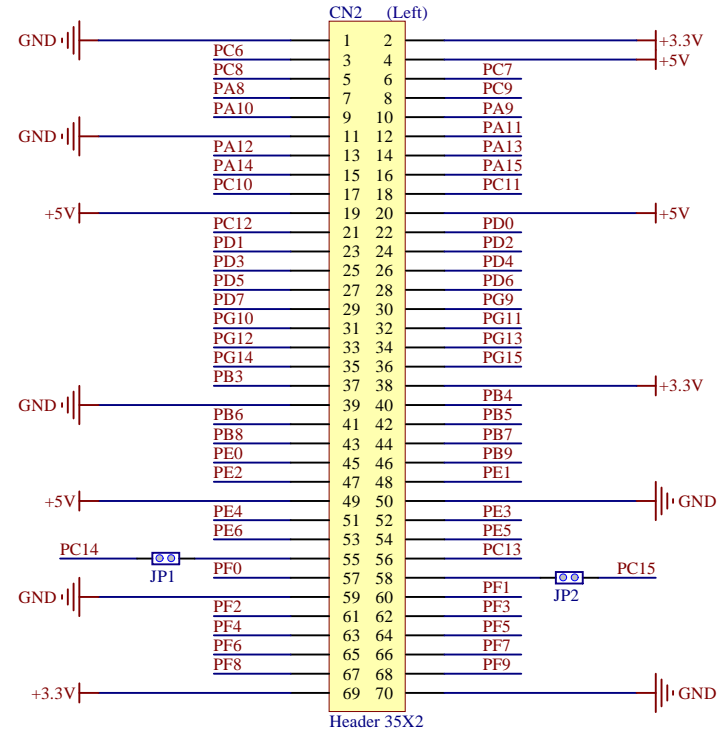 CN2 (Left)
GND 1 2 +3.3V
PC6 3 4 +5V
PC8 5 6 PC7
PA8 7 8 PC9
PA10 9 10 PA9
GND 11 12 PA11
PA12 13 14 PA13
PA14 15 16 PA15
PC10 17 18 PC11
+5V 19 20 +5V
PC12 21 22 PD0
PD1 23 24 PD2
PD3 25 26 PD4
PD5 27 28 PD6
PD7 29 30 PG9
PG10 31 32 PG11
PG12 33 34 PG13
PG14 35 36 PG15
PB3 37 38 +3.3V
GND 39 40 PB4
PB6 41 42 PB5
PB8 43 44 PB7
PE0 45 46 PB9
PE2 47 48 PE1
+5V 49 50 GND
PE4 51 52 PE3
PE6 53 54 PE5
PC14 JP1 55 56 PC13
PF0 57 58 JP2 PC15
GND 59 60 PF1
PF2 61 62 PF3
PF4 63 64 PF5
PF6 65 66 PF7
PF8 67 68 PF9
+3.3V 69 70 GND
Header 35X2